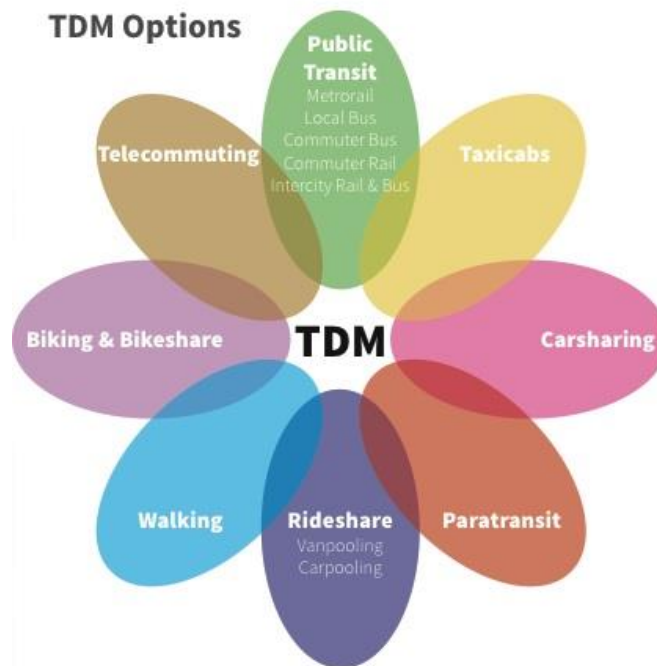 TDM Options
Public
Transit
Metrorail
Local Bus
Commuter Bus
Commuter Rail
Intercity Rail & Bus
Telecommuting
Taxicabs
Biking & Bikeshare
TDM
Carsharing
Walking
Rideshare
Vanpooling
Carpooling
Paratransit